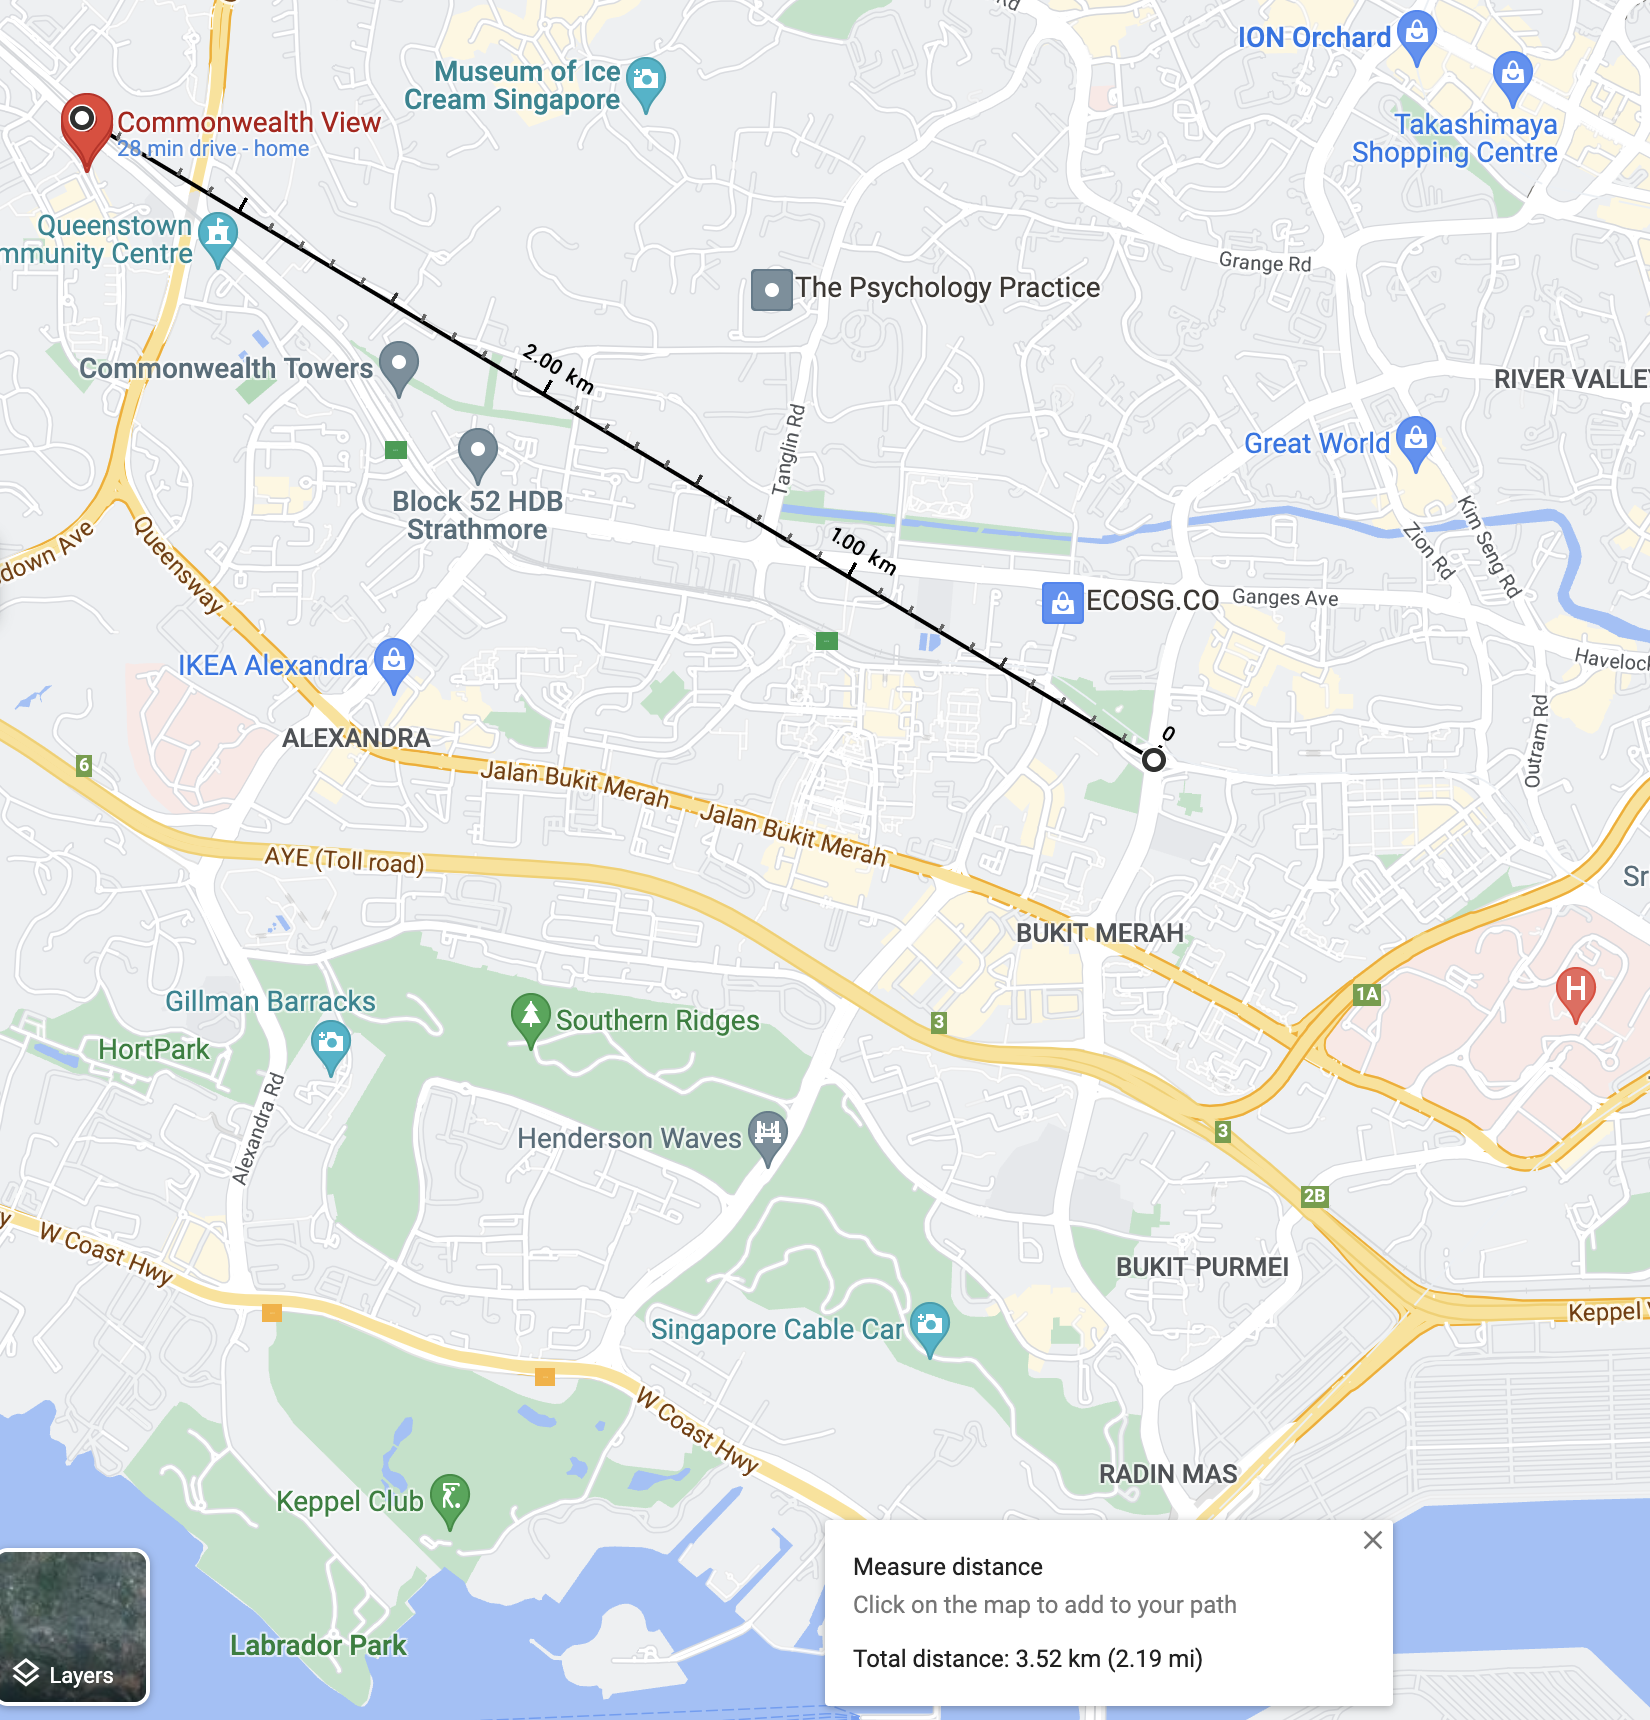 Rd
ION Orchard
Museum of Ice
Cream Singapore
Takashimaya
Shopping Centre
Commonwealth View
28 min drive - home
Queenstown
mmunity Centre
Grange Rd
The Psychology Practice
2.00 km
Commonwealth Towers
RIVER VALLEY
Tanglin Rd
Great World
Block 52 HDB
Strathmore
Kim Seng Rd
Zion Rd
down Ave
Queensway
1.00 km
ECOSG.CO
Ganges Ave
IKEA Alexandra
Havelock
Outram Rd
0
ALEXANDRA
6
Jalan Bukit Merah
Jalan Bukit Merah
AYE (Toll road)
Sr
BUKIT MERAH
1A
H
Gillman Barracks
Southern Ridges
3
HortPark
Alexandra Rd
Henderson Waves
3
2B
y
W Coast Hwy
BUKIT PURMEI
Keppel V
Singapore Cable Car
W Coast Hwy
RADIN MAS
Keppel Club
Measure distance
Click on the map to add to your path
Total distance: 3.52 km (2.19 mi)
Labrador Park
Layers